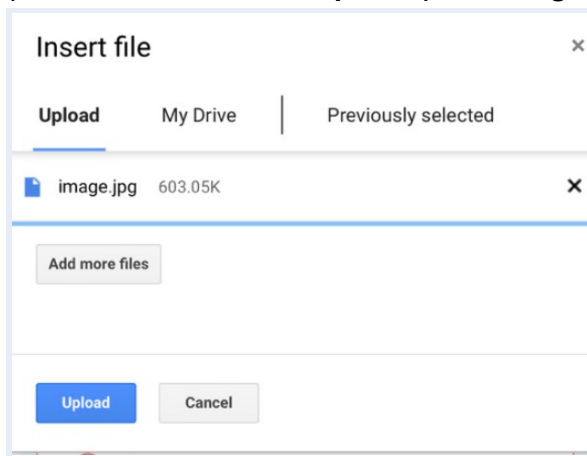 Insert file ×
Upload My Drive Previously selected
image.jpg 603.05K ×
Add more files
Upload Cancel